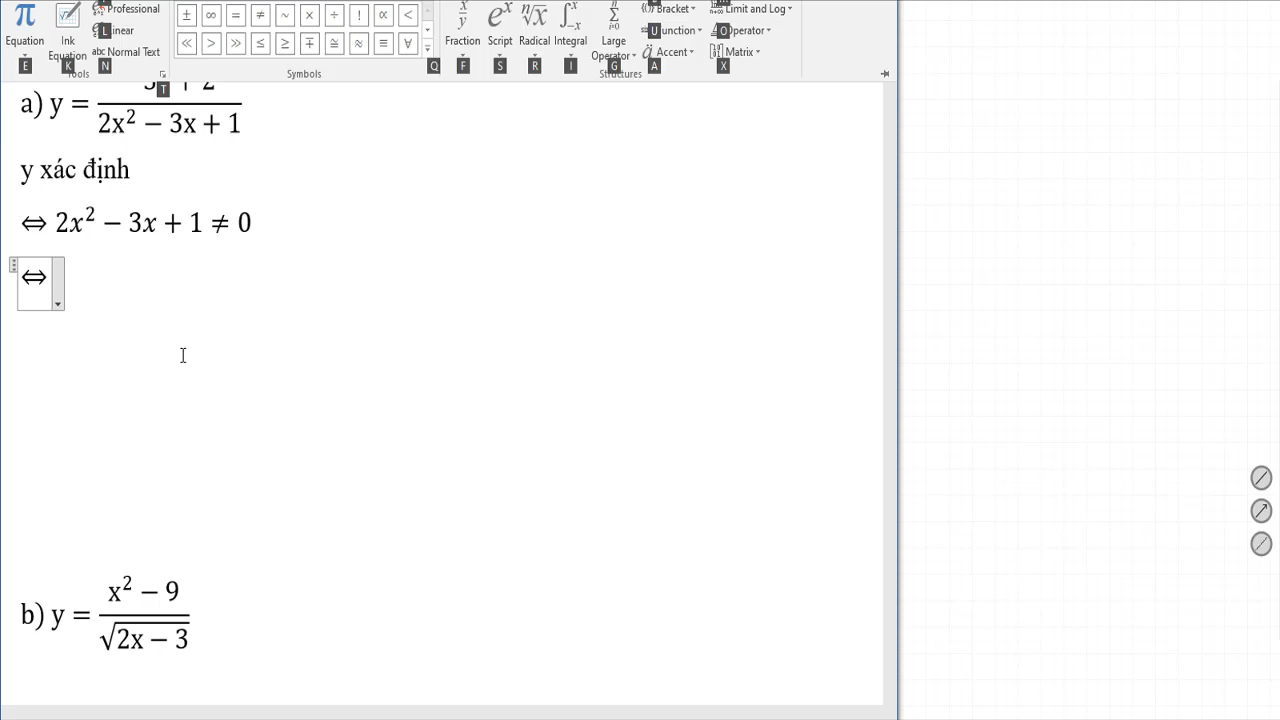 Professional
Linear
abc Normal Text
Equation
Ink
Equation
Fraction
Script
Radical
Integral
Large
Operator
Bracket
Function
Accent
Limit and Log
Operator
Matrix
E K N L T Q F S R I G U A O X
Tools
Symbols
Structures
± ∞ = ≠ ~ × ÷ ! ∝ <
≪ > ≫ ≤ ≥ ∓ ≅ ≈ ≡ ∀
a) y =
2x² − 3x + 1
y xác định
⇔ 2x² − 3x + 1 ≠ 0
⇔
b) y = (x² − 9)/√(2x − 3)